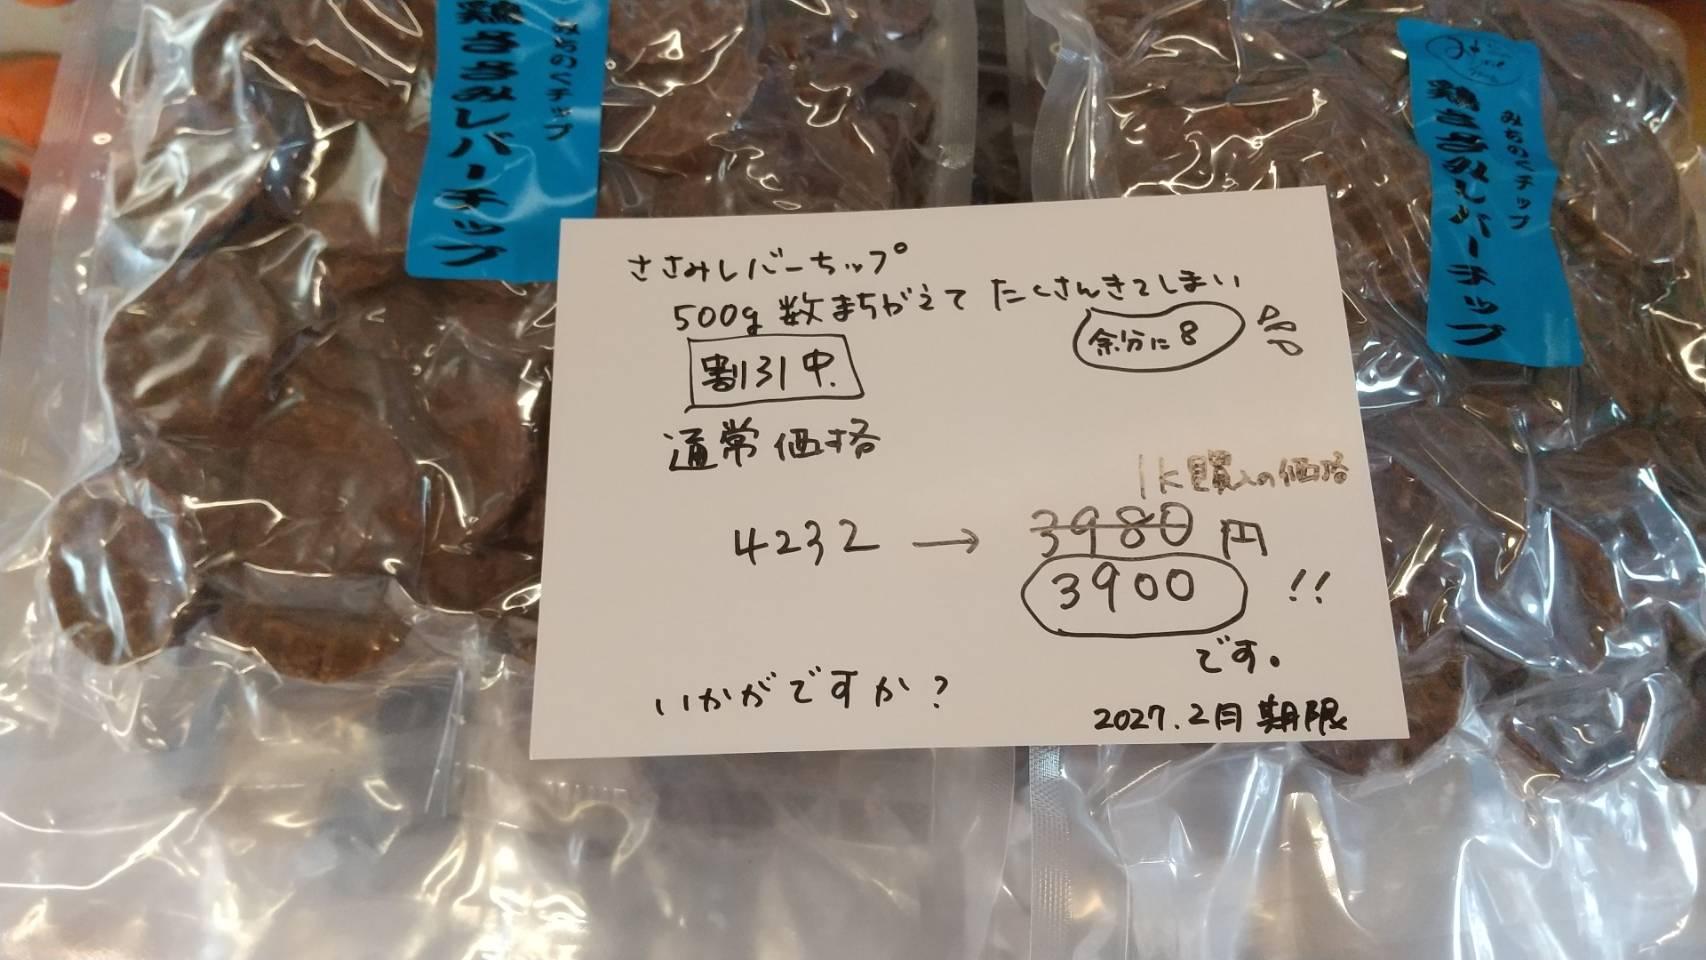 みちのくチップ
鶏ささみレバーチップ
みちのくチップ
鶏ささみレバーチップ
ささみレバーちップ
500g 数まちがえて たくさんきてしまい
余分に8
割引中.
通常価格
1K購入の価格
4232 → 3980円
3900 !!
です。
いかがですか?
2027.2月期限